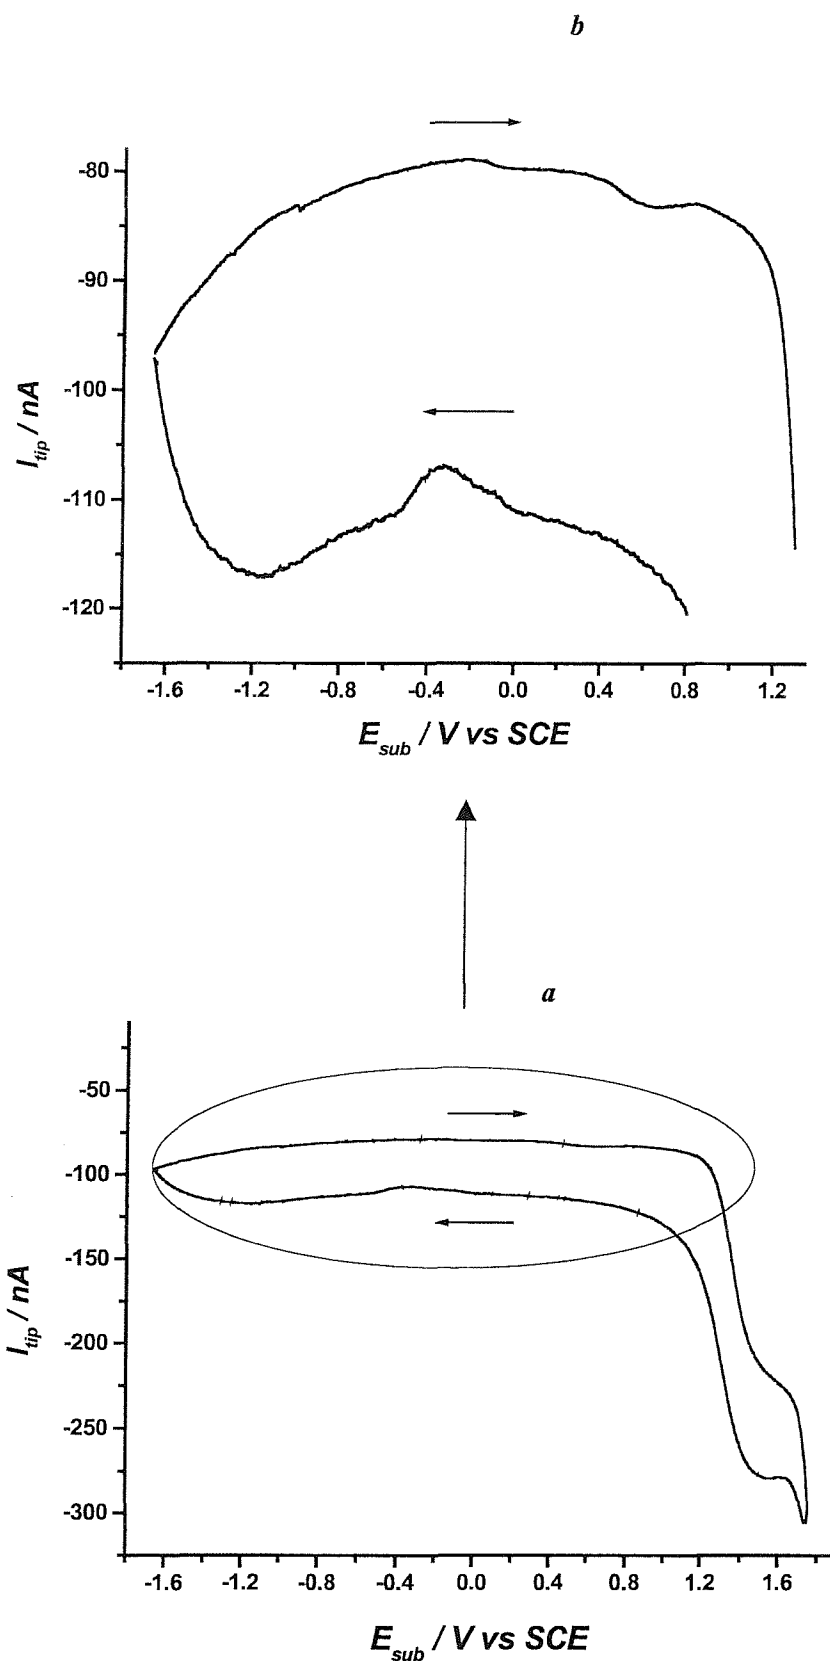 b
-80
-90
-100
-110
-120
I_tip / nA
-1.6 -1.2 -0.8 -0.4 0.0 0.4 0.8 1.2
E_sub / V vs SCE
a
-50
-100
-150
-200
-250
-300
I_tip / nA
-1.6 -1.2 -0.8 -0.4 0.0 0.4 0.8 1.2 1.6
E_sub / V vs SCE